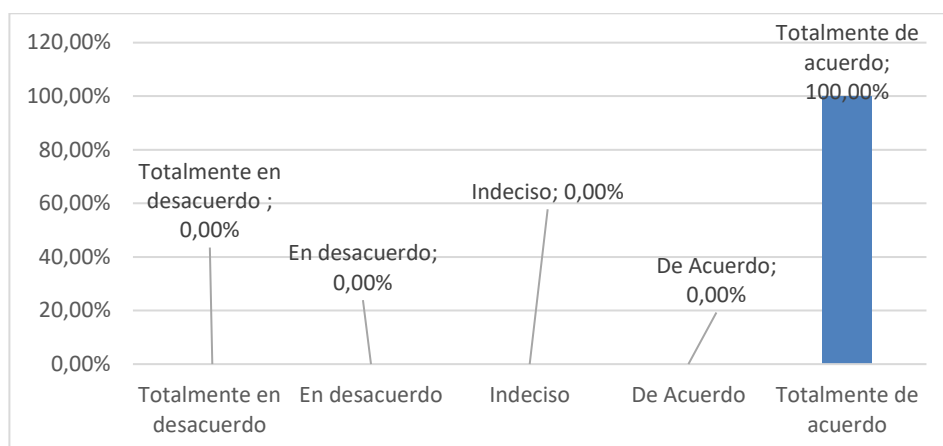 120,00%
100,00%
80,00%
60,00%
40,00%
20,00%
0,00%
Totalmente en
desacuerdo ;
0,00%
En desacuerdo;
0,00%
Indeciso; 0,00%
De Acuerdo;
0,00%
Totalmente de
acuerdo;
100,00%
Totalmente en
desacuerdo
En desacuerdo
Indeciso
De Acuerdo
Totalmente de
acuerdo